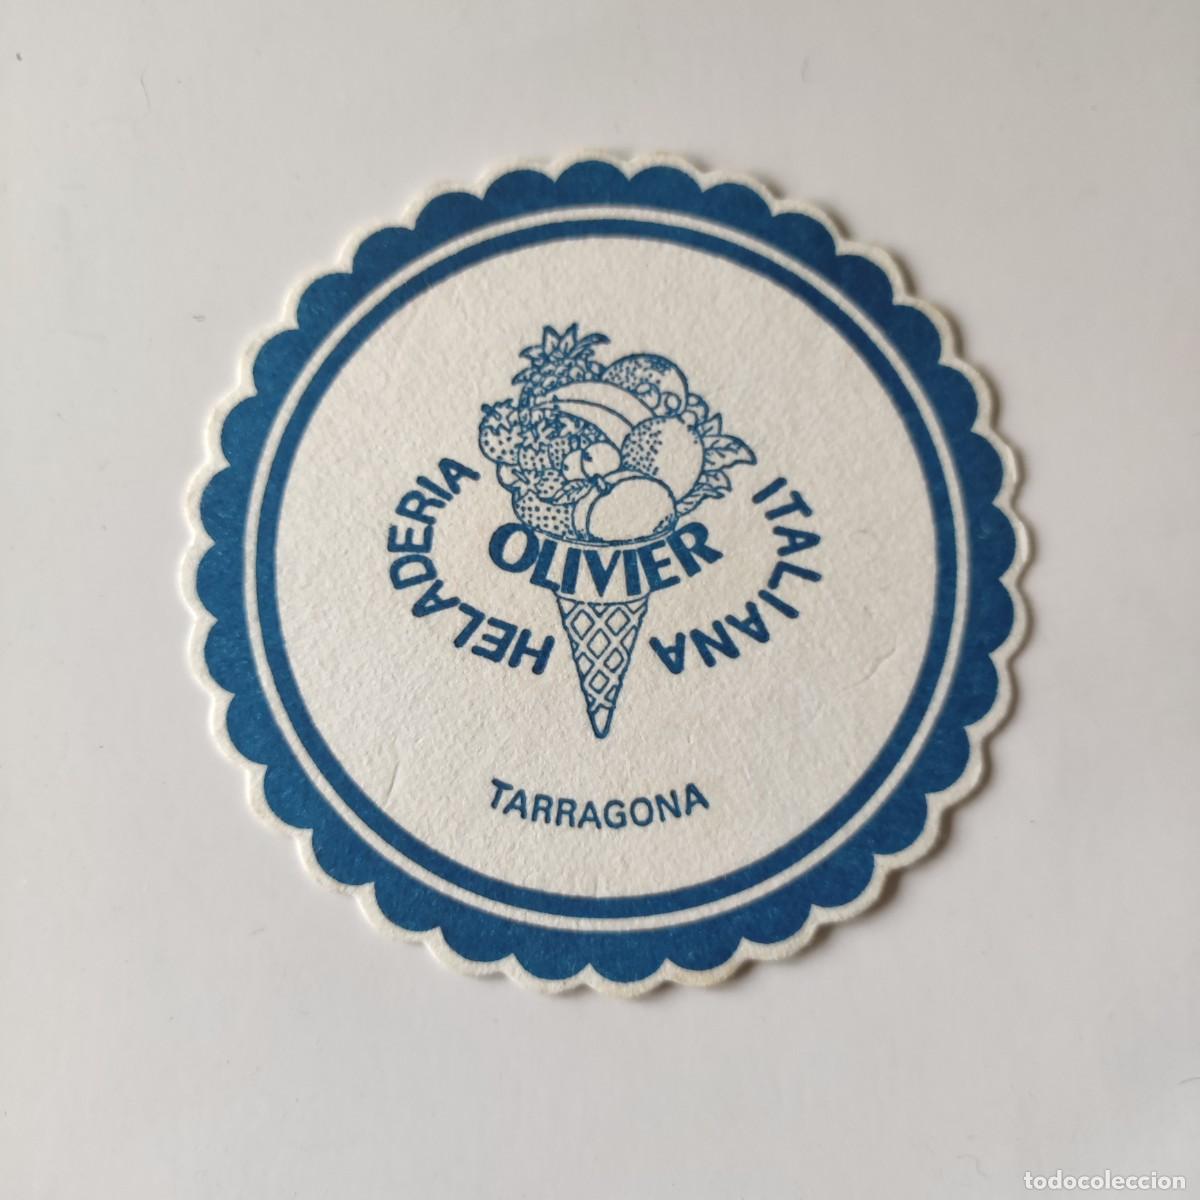 HELADERIA
OLIVIER
ITALIANA
TARRAGONA
todocoleccion